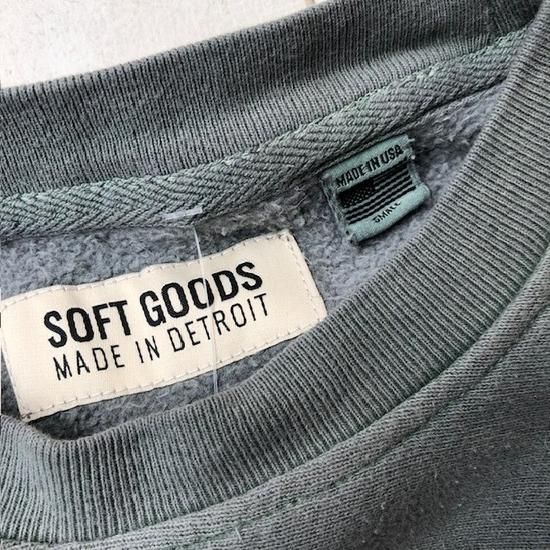 MADE IN USA
SMALL
SOFT GOODS
MADE IN DETROIT